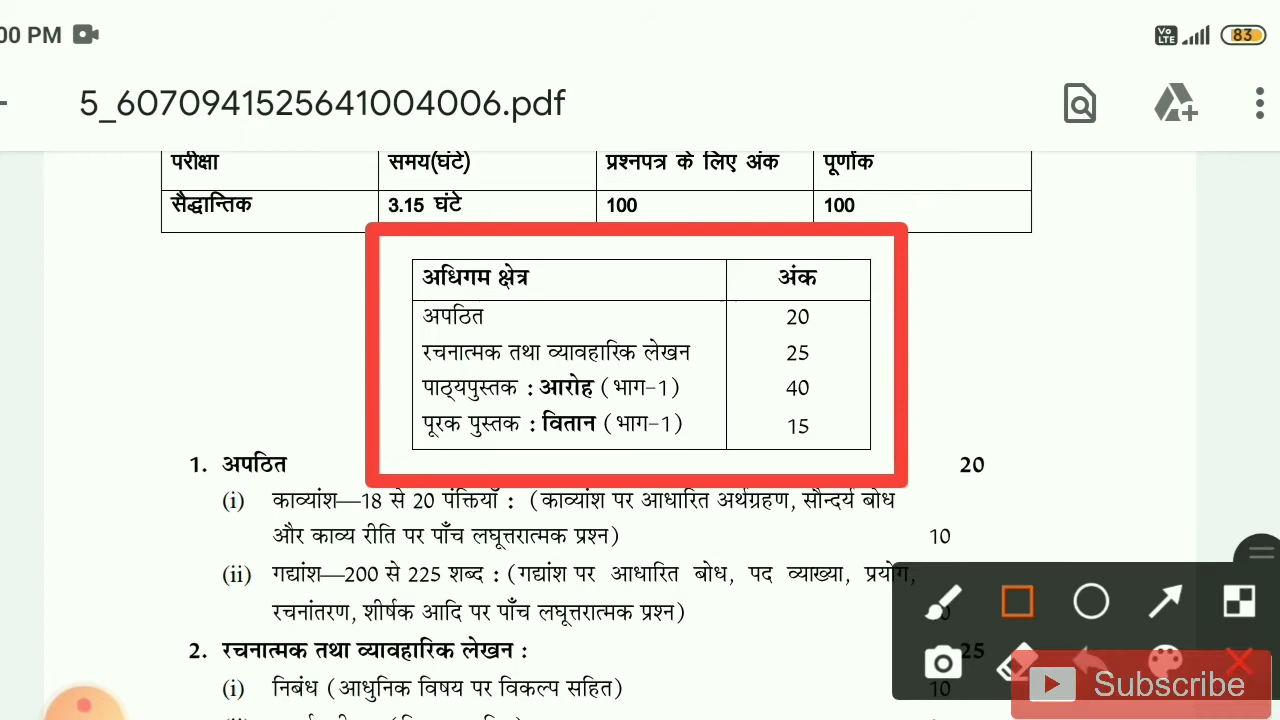 :00 PM VoLTE 83
5_6070941525641004006.pdf
परीक्षा समय(घंटे) प्रश्नपत्र के लिए अंक पूर्णांक
सैद्धान्तिक 3.15 घंटे 100 100
अधिगम क्षेत्र अंक
अपठित 20
रचनात्मक तथा व्यावहारिक लेखन 25
पाठ्यपुस्तक : आरोह (भाग-1) 40
पूरक पुस्तक : वितान (भाग-1) 15
1. अपठित 20
(i) काव्यांश—18 से 20 पंक्तियाँ : (काव्यांश पर आधारित अर्थग्रहण, सौन्दर्य बोध
और काव्य रीति पर पाँच लघूत्तरात्मक प्रश्न) 10
(ii) गद्यांश—200 से 225 शब्द : (गद्यांश पर आधारित बोध, पद व्याख्या, प्रयोग,
रचनांतरण, शीर्षक आदि पर पाँच लघूत्तरात्मक प्रश्न)
2. रचनात्मक तथा व्यावहारिक लेखन : 25
(i) निबंध (आधुनिक विषय पर विकल्प सहित) 10
Subscribe